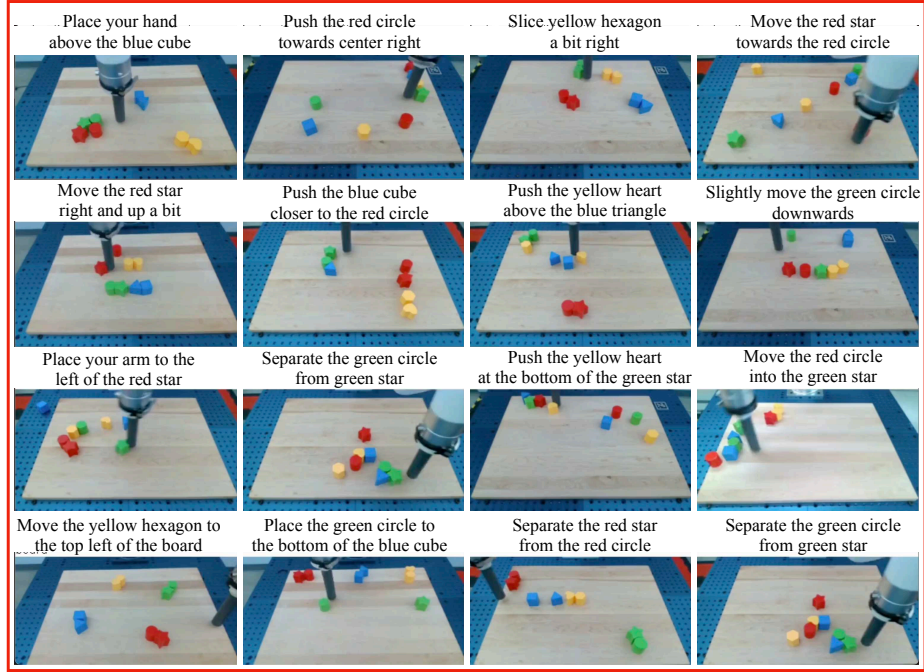 Place your hand
above the blue cube
Push the red circle
towards center right
Slice yellow hexagon
a bit right
Move the red star
towards the red circle
Move the red star
right and up a bit
Push the blue cube
closer to the red circle
Push the yellow heart
above the blue triangle
Slightly move the green circle
downwards
Place your arm to the
left of the red star
Separate the green circle
from green star
Push the yellow heart
at the bottom of the green star
Move the red circle
into the green star
Move the yellow hexagon to
the top left of the board
Place the green circle to
the bottom of the blue cube
Separate the red star
from the red circle
Separate the green circle
from green star